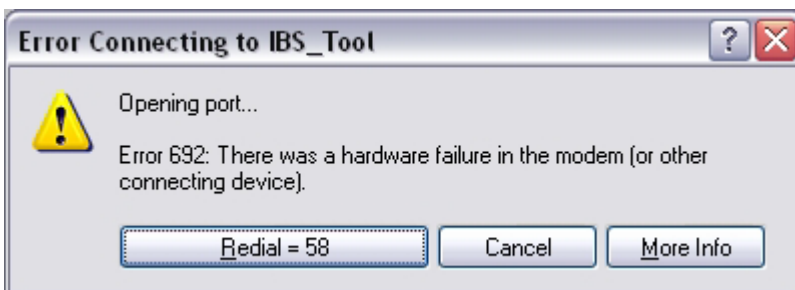 Error Connecting to IBS_Tool
Opening port...
Error 692: There was a hardware failure in the modem (or other
connecting device).
Redial = 58
Cancel
More Info